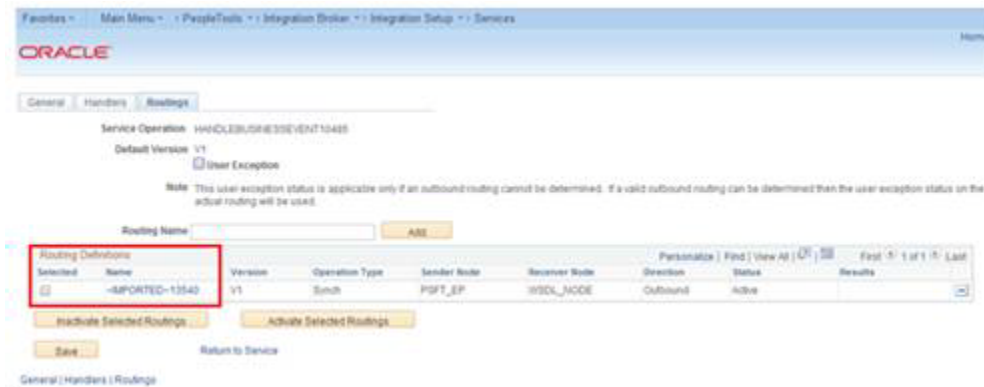 Favorites Main Menu > PeopleTools > Integration Broker > Integration Setup > Services
Home
ORACLE
General Handlers Routings
Service Operation HANDLEBUSINESSEVENT10485
Default Version V1
User Exception
Note This user exception status is applicable only if an outbound routing cannot be determined. If a valid outbound routing can be determined then the user exception status on the
actual routing will be used.
Routing Name Add
Routing Definitions Personalize | Find | View All | First 1 of 1 Last
Selected Name Version Operation Type Sender Node Receiver Node Direction Status Results
~IMPORTED~13540 V1 Synch PSFT_EP WSDL_NODE Outbound Active
Inactivate Selected Routings Activate Selected Routings
Save Return to Service
General | Handlers | Routings